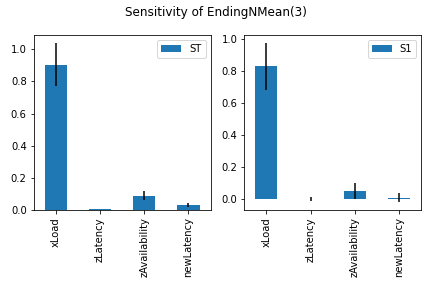 Sensitivity of EndingNMean(3)
ST
1.0
0.8
0.6
0.4
0.2
0.0
xLoad
zLatency
zAvailability
newLatency
S1
1.0
0.8
0.6
0.4
0.2
0.0
xLoad
zLatency
zAvailability
newLatency